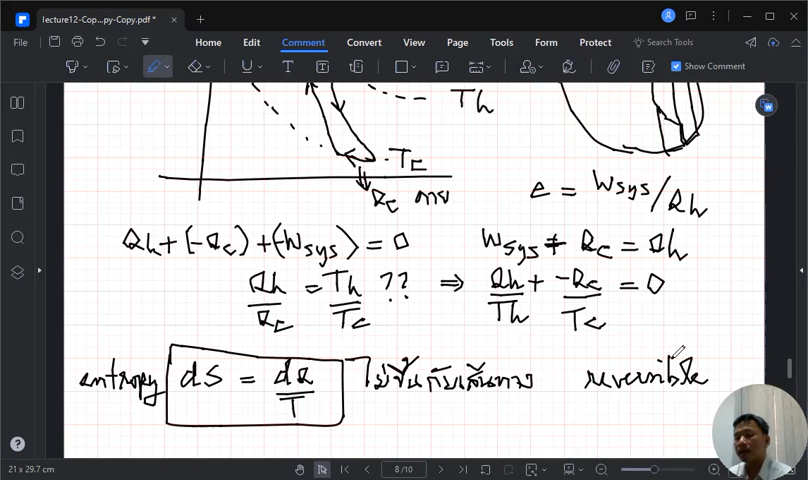 lecture12-Cop...py-Copy.pdf *
File Home Edit Comment Convert View Page Tools Form Protect Search Tools
Show Comment
Th
Tc
Qc คาย
e = Wsys/Qh
Qh + (-Qc) + (-Wsys) = 0
Wsys + Qc = Qh
Qh/Qc = Th/Tc ?? ⇒ Qh/Th + -Qc/Tc = 0
entropy dS = dQ/T ไม่ขึ้นกับเส้นทาง reversible
21 x 29.7 cm 8 /10